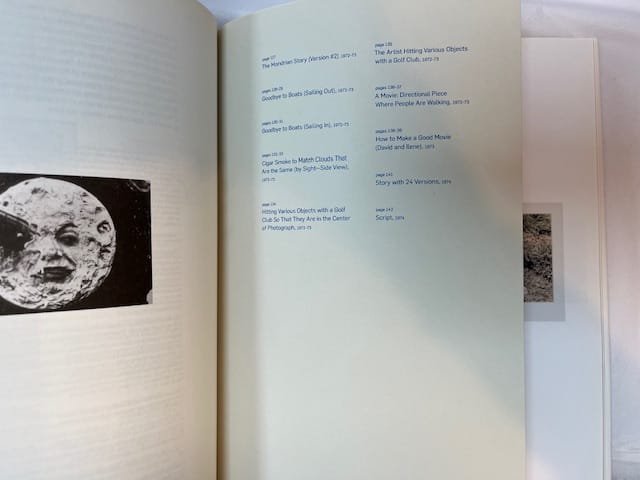 page 127
The Mondrian Story (Version #2), 1972-73
pages 128-29
Goodbye to Boats (Sailing Out), 1972-73
pages 130-31
Goodbye to Boats (Sailing In), 1972-73
pages 132-33
Cigar Smoke to Match Clouds That
Are the Same (by Sight—Side View),
1972-73
page 134
Hitting Various Objects with a Golf
Club So That They Are in the Center
of Photograph, 1972-73
page 135
The Artist Hitting Various Objects
with a Golf Club, 1972-73
pages 136-37
A Movie: Directional Piece
Where People Are Walking, 1972-73
pages 138-39
How to Make a Good Movie
(David and Ilene), 1973
page 141
Story with 24 Versions, 1974
page 143
Script, 1974